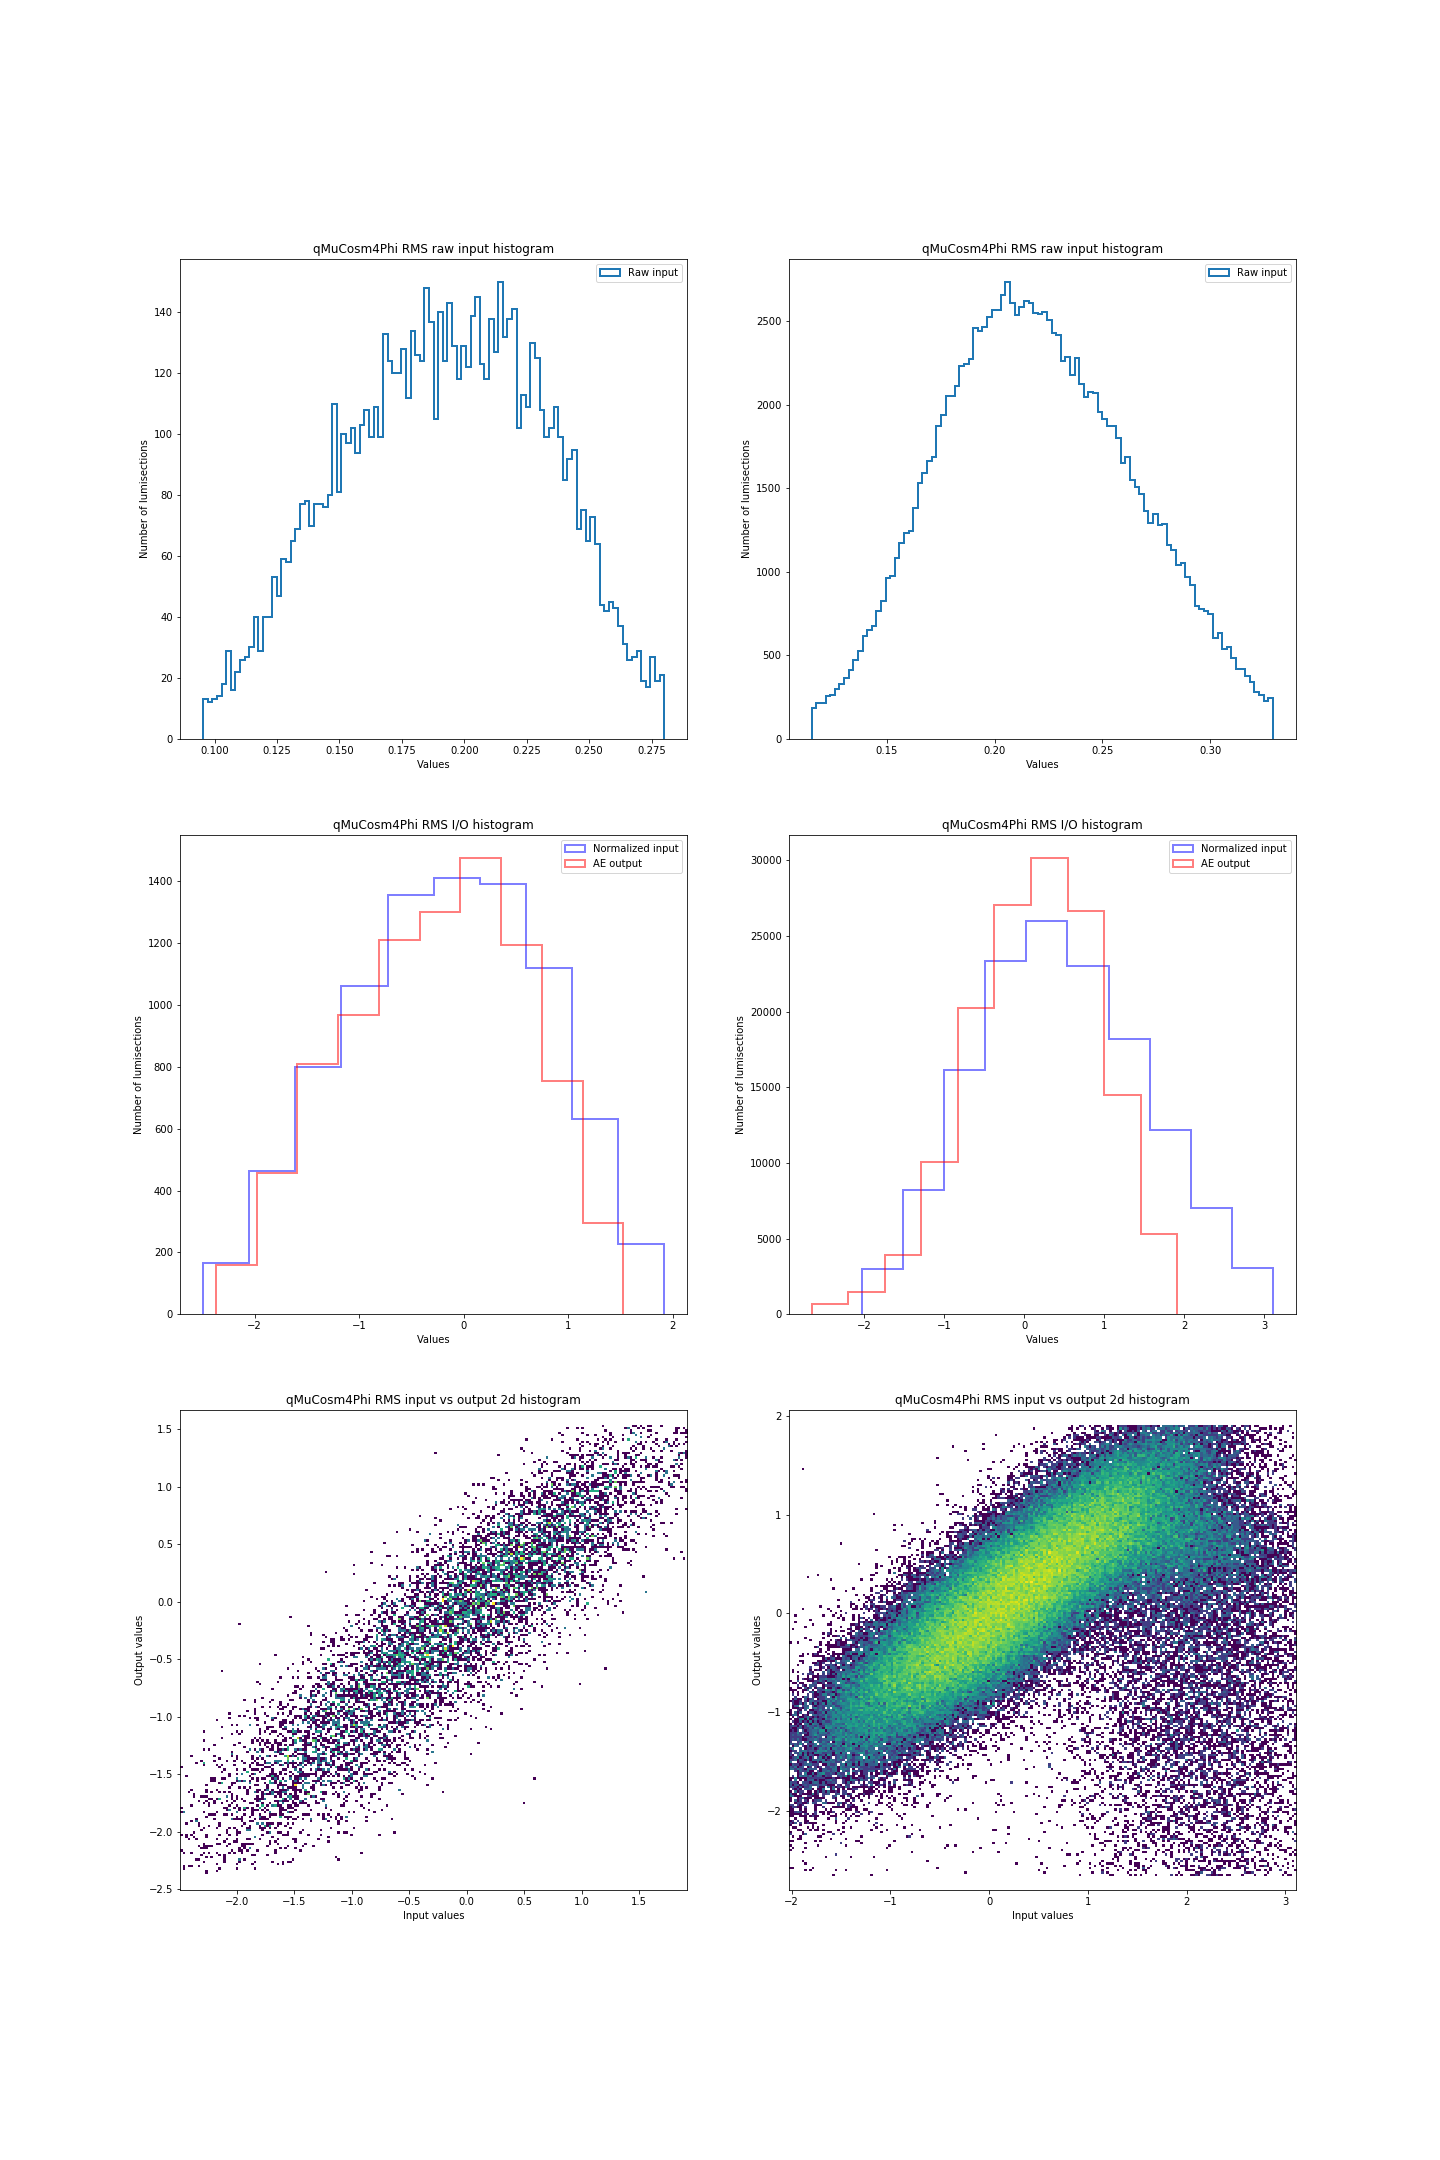 qMuCosm4Phi RMS raw input histogram
Raw input
140
120
100
80
60
40
20
0
Number of lumisections
0.100 0.125 0.150 0.175 0.200 0.225 0.250 0.275
Values
qMuCosm4Phi RMS raw input histogram
Raw input
2500
2000
1500
1000
500
0
Number of lumisections
0.15 0.20 0.25 0.30
Values
qMuCosm4Phi RMS I/O histogram
Normalized input
AE output
1400
1200
1000
800
600
400
200
0
Number of lumisections
−2 −1 0 1 2
Values
qMuCosm4Phi RMS I/O histogram
Normalized input
AE output
30000
25000
20000
15000
10000
5000
0
Number of lumisections
−2 −1 0 1 2 3
Values
qMuCosm4Phi RMS input vs output 2d histogram
1.5
1.0
0.5
0.0
−0.5
−1.0
−1.5
−2.0
−2.5
Output values
−2.0 −1.5 −1.0 −0.5 0.0 0.5 1.0 1.5
Input values
qMuCosm4Phi RMS input vs output 2d histogram
2
1
0
−1
−2
Output values
−2 −1 0 1 2 3
Input values